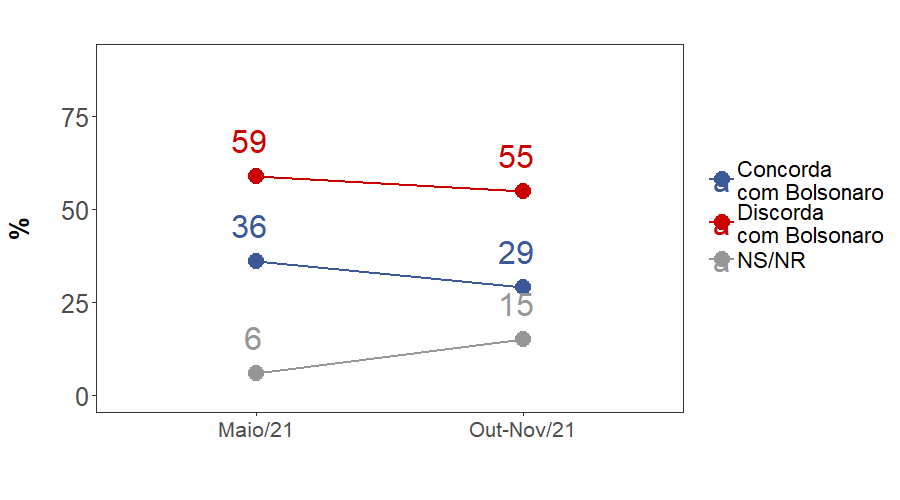 %
75
50
25
0
59
55
36
29
6
15
Maio/21
Out-Nov/21
a Concorda
com Bolsonaro
a Discorda
com Bolsonaro
a NS/NR